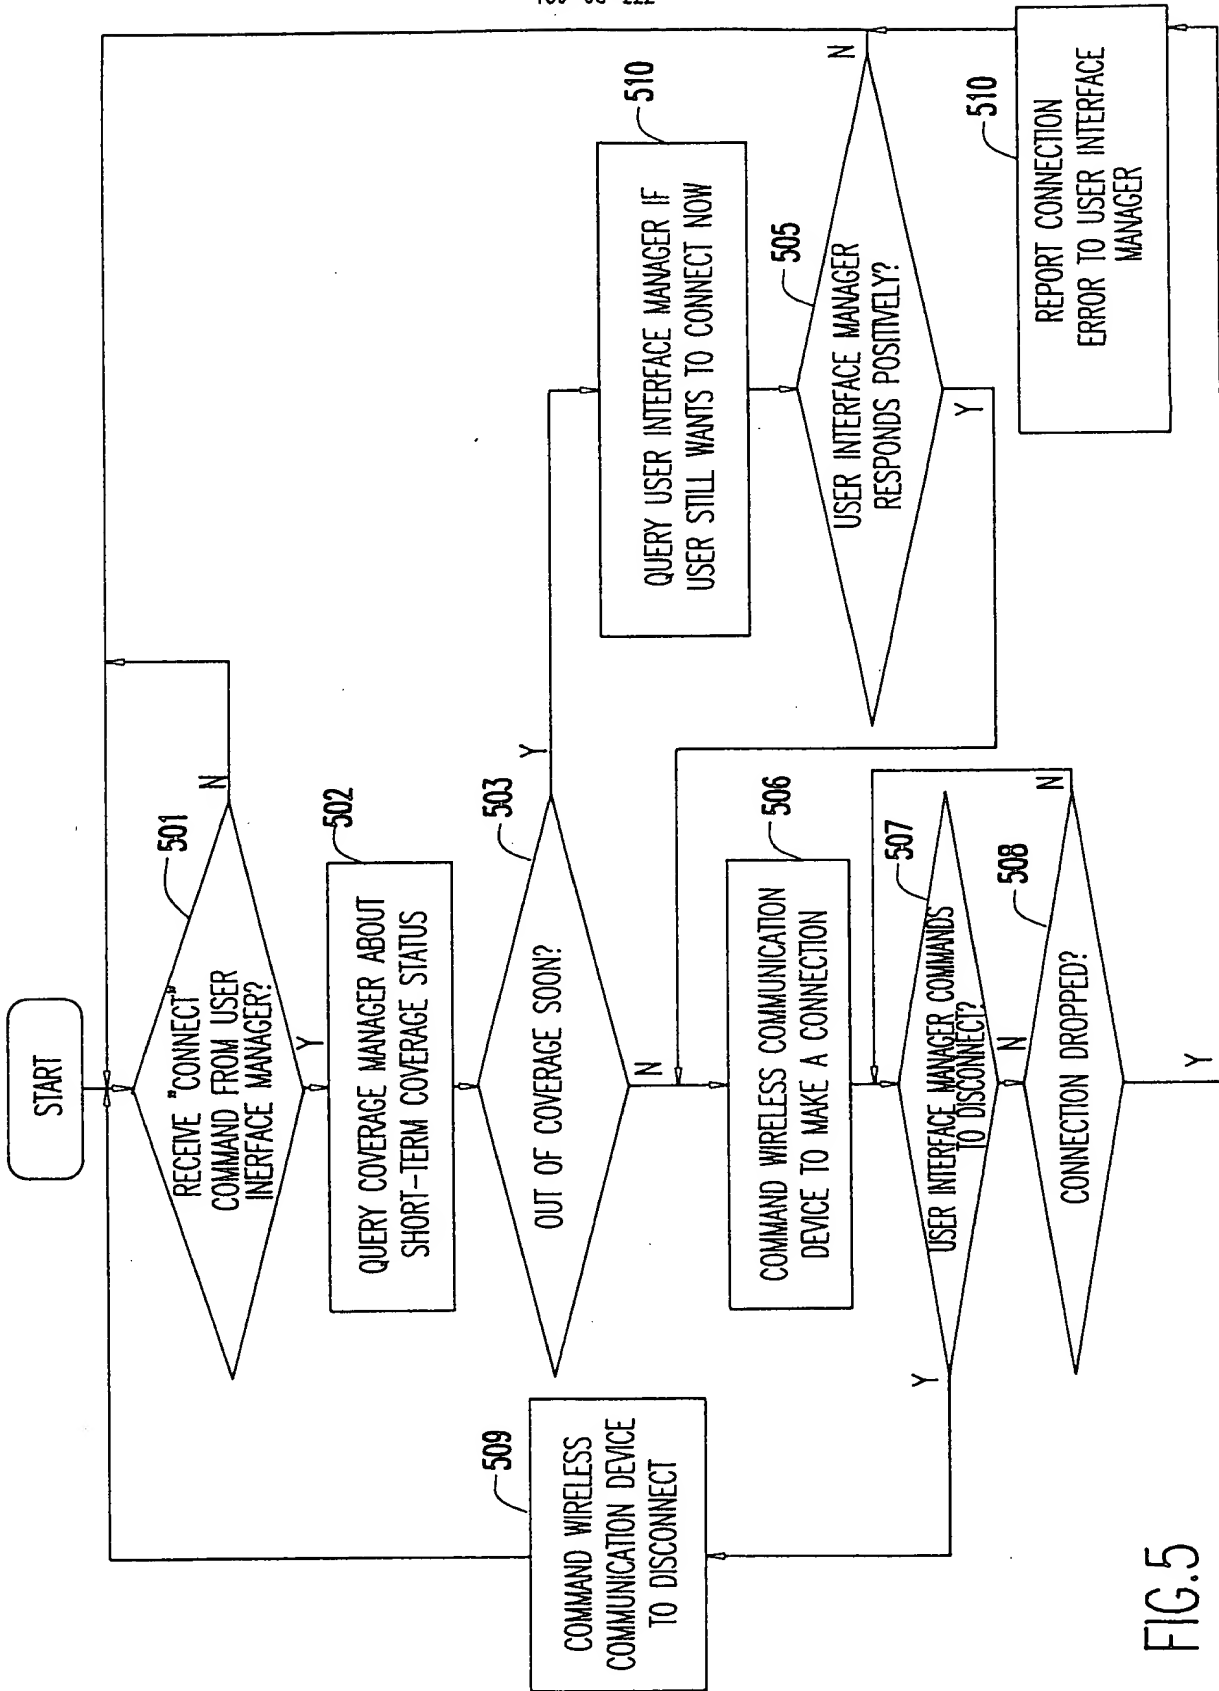 START
501
RECEIVE "CONNECT"
COMMAND FROM USER
INERFACE MANAGER?
N
Y
502
QUERY COVERAGE MANAGER ABOUT
SHORT-TERM COVERAGE STATUS
503
OUT OF COVERAGE SOON?
Y
N
510
QUERY USER INTERFACE MANAGER IF
USER STILL WANTS TO CONNECT NOW
505
USER INTERFACE MANAGER
RESPONDS POSITIVELY?
N
Y
506
COMMAND WIRELESS COMMUNICATION
DEVICE TO MAKE A CONNECTION
507
USER INTERFACE MANAGER COMMANDS
TO DISCONNECT?
Y
N
508
CONNECTION DROPPED?
N
Y
509
COMMAND WIRELESS
COMMUNICATION DEVICE
TO DISCONNECT
510
REPORT CONNECTION
ERROR TO USER INTERFACE
MANAGER
FIG.5